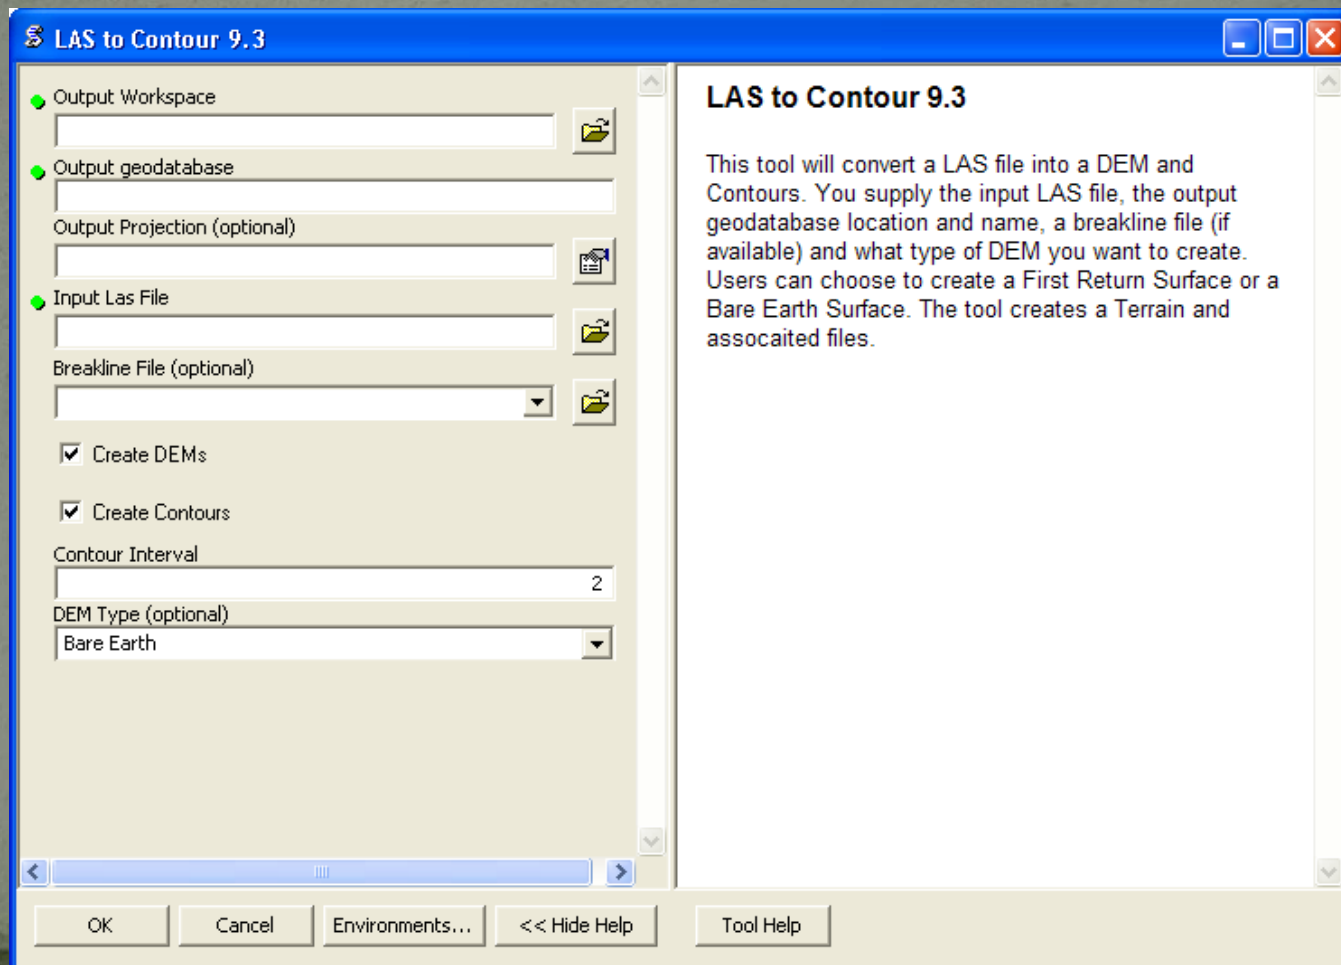 LAS to Contour 9.3
Output Workspace
Output geodatabase
Output Projection (optional)
Input Las File
Breakline File (optional)
Create DEMs
Create Contours
Contour Interval
2
DEM Type (optional)
Bare Earth
LAS to Contour 9.3
This tool will convert a LAS file into a DEM and
Contours. You supply the input LAS file, the output
geodatabase location and name, a breakline file (if
available) and what type of DEM you want to create.
Users can choose to create a First Return Surface or a
Bare Earth Surface. The tool creates a Terrain and
assocaited files.
OK
Cancel
Environments...
<< Hide Help
Tool Help